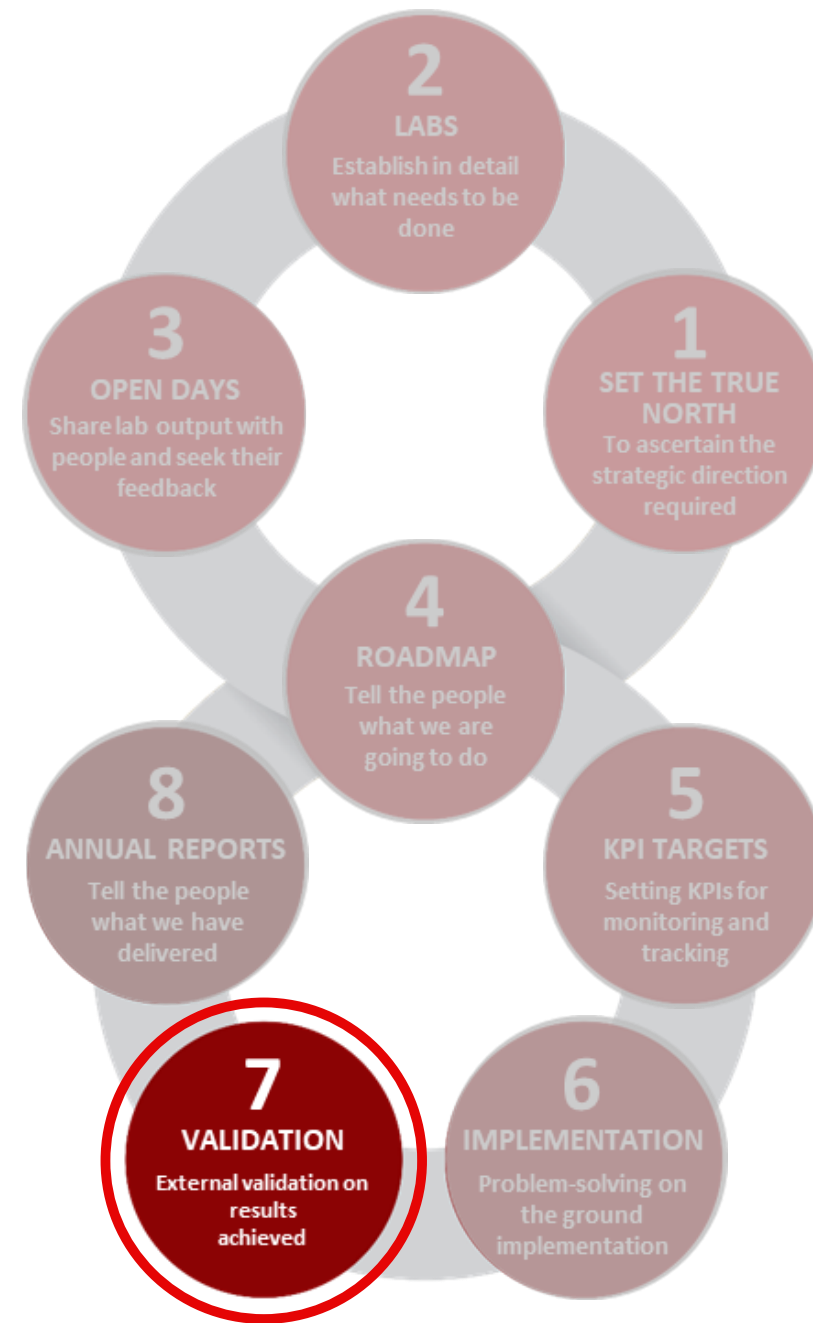 2
LABS
Establish in detail
what needs to be
done
3
OPEN DAYS
Share lab output with
people and seek their
feedback
1
SET THE TRUE
NORTH
To ascertain the
strategic direction
required
4
ROADMAP
Tell the people
what we are
going to do
8
ANNUAL REPORTS
Tell the people
what we have
delivered
5
KPI TARGETS
Setting KPIs for
monitoring and
tracking
7
VALIDATION
External validation on
results
achieved
6
IMPLEMENTATION
Problem-solving on
the ground
implementation